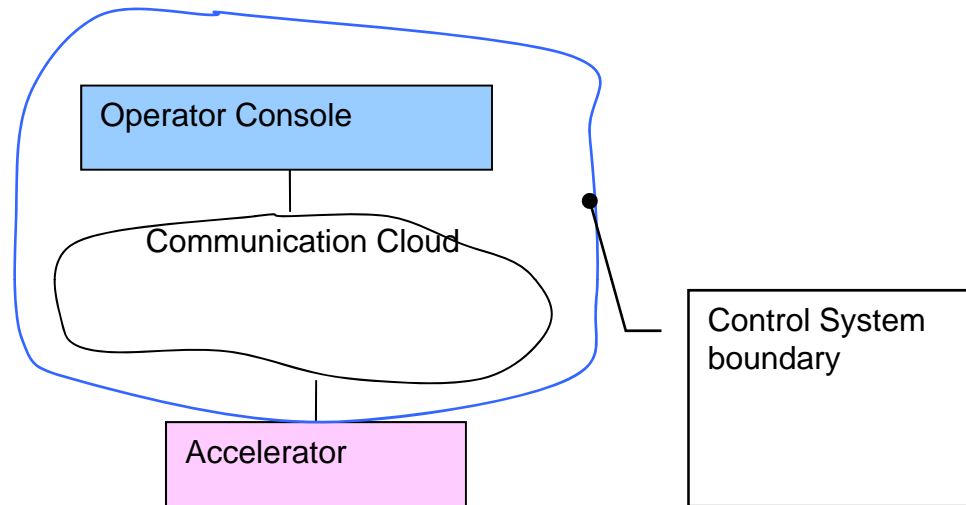 Operator Console
Communication Cloud
Control System
boundary
Accelerator